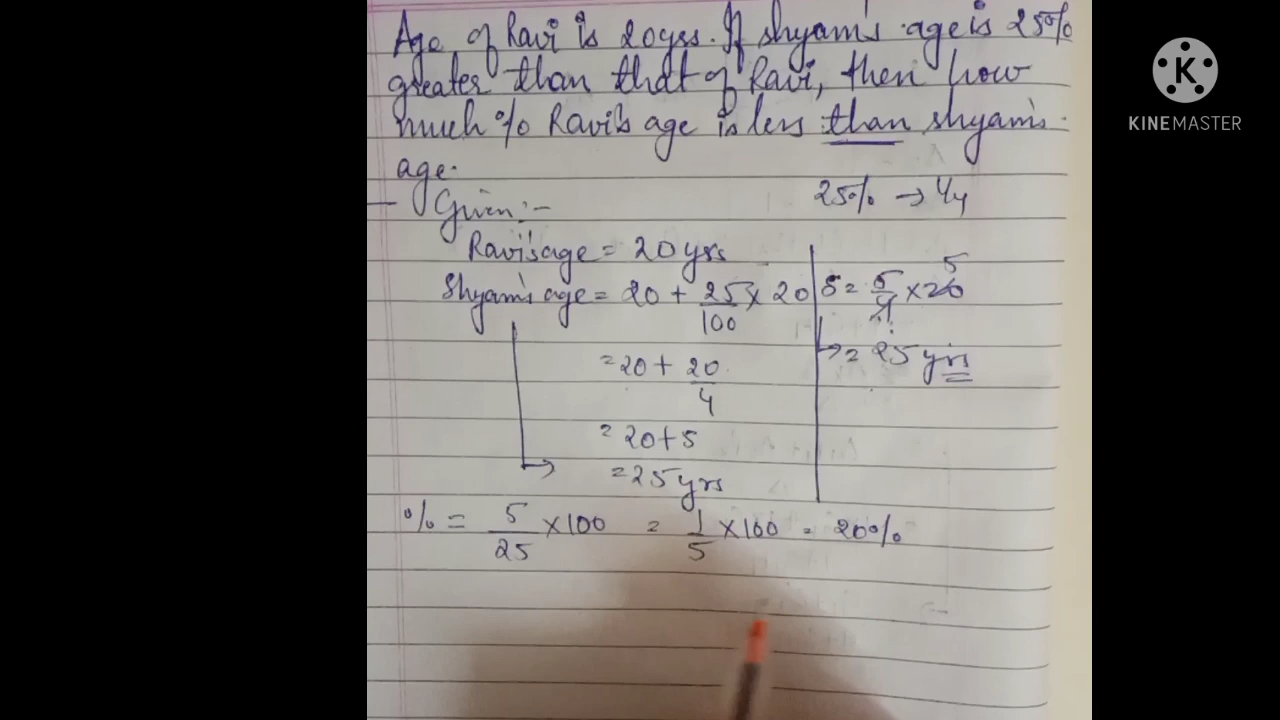 Age of Ravi is 20yrs. If Shyam's age is 25%
greater than that of Ravi, then how
much % Ravi's age is less than shyam's
age.
Given:-
25% → 1/4
Ravi's age = 20 yrs
Shyam's age = 20 + 25/100 × 20
S = 5/4 × 20 5
= 25 yrs
= 20 + 20/4
= 20+5
= 25 yrs
% = 5/25 ×100 = 1/5 ×100 = 20%
K
KINEMASTER